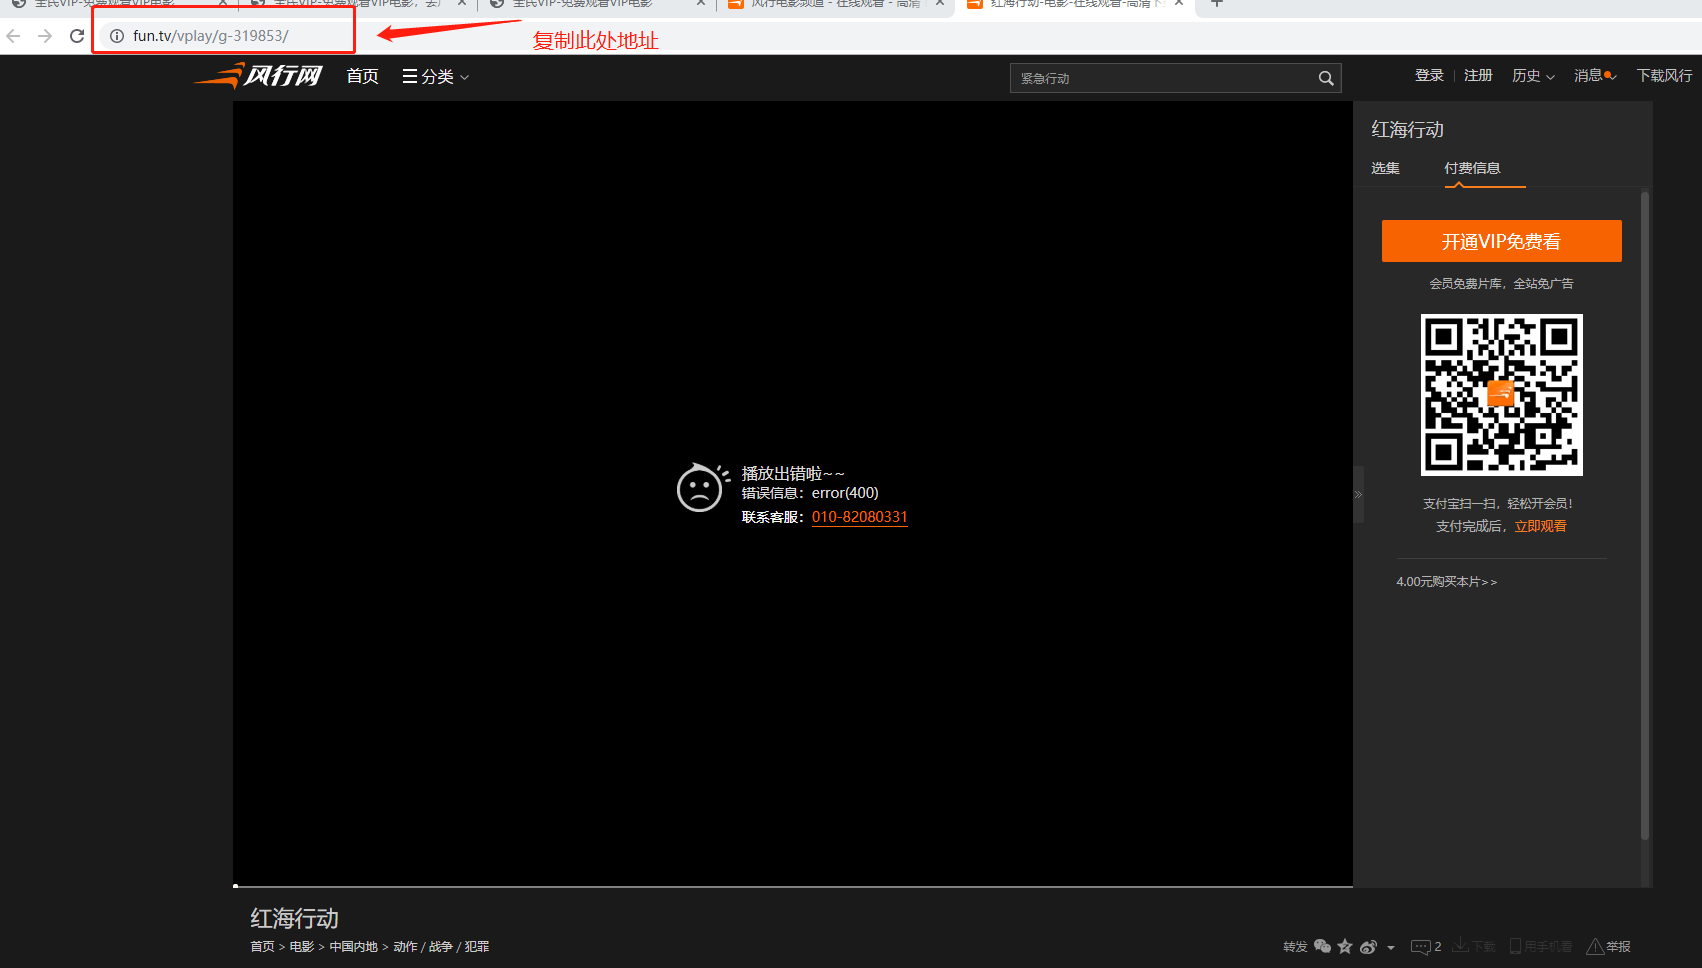 全民VIP-免费观看VIP电影
全民VIP-免费观看VIP电影，去广
全民VIP-免费观看VIP电影
风行电影频道 - 在线观看 - 高清
红海行动-电影-在线观看-高清下
fun.tv/vplay/g-319853/
复制此处地址
风行网
首页
分类
紧急行动
登录
注册
历史
消息
下载风行
红海行动
选集
付费信息
开通VIP免费看
会员免费片库，全站免广告
支付宝扫一扫，轻松开会员！
支付完成后，立即观看
4.00元购买本片>>
播放出错啦~~
错误信息：error(400)
联系客服：010-82080331
红海行动
首页 > 电影 > 中国内地 > 动作 / 战争 / 犯罪
转发
2
下载
用手机看
举报